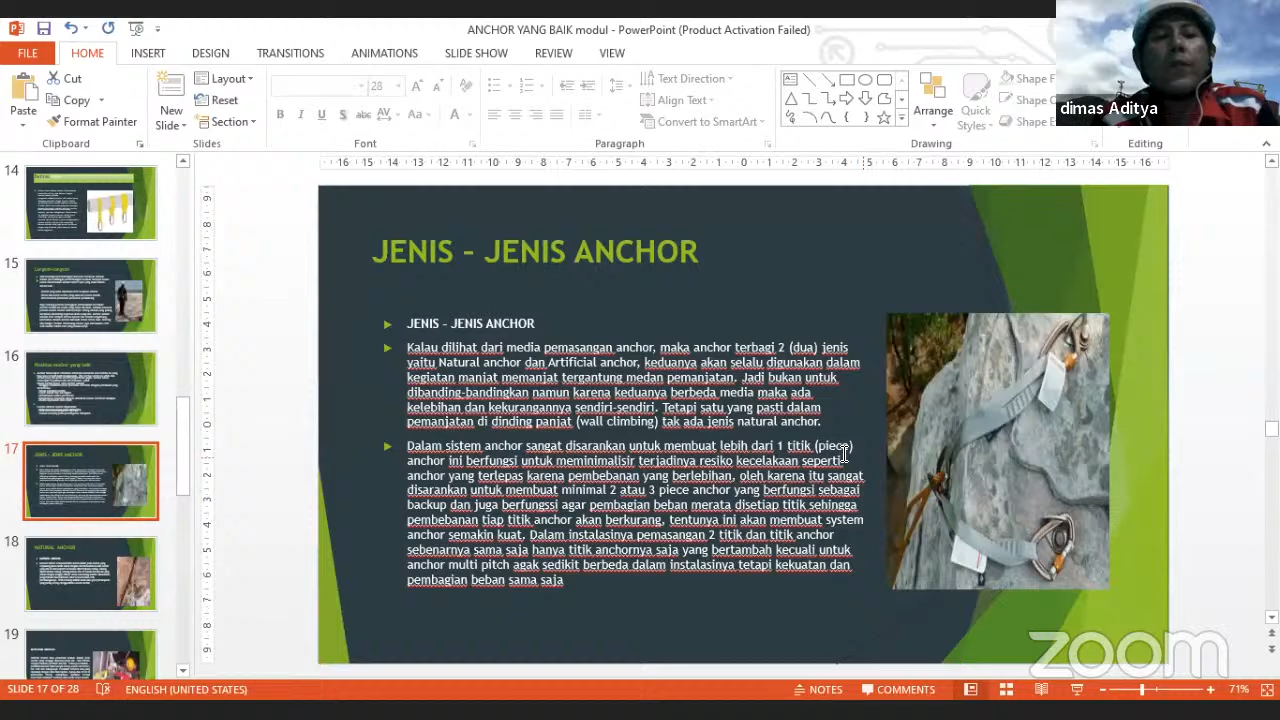 ANCHOR YANG BAIK modul - PowerPoint (Product Activation Failed)
FILE HOME INSERT DESIGN TRANSITIONS ANIMATIONS SLIDE SHOW REVIEW VIEW
Paste
Cut
Copy
Format Painter
Clipboard
New
Slide
Layout
Reset
Section
Slides
28
Font
Text Direction
Align Text
Convert to SmartArt
Paragraph
Arrange
Quick
Styles
Shape
Shape
Shape
Drawing
Editing
dimas Aditya
14
15
16
17
18
19
JENIS - JENIS ANCHOR
JENIS - JENIS ANCHOR
Kalau dilihat dari media pemasangan anchor, maka anchor terbagi 2 (dua) jenis
yaitu Natural anchor dan Artificial anchor, keduanya akan selalu digunakan dalam
kegiatan manjat memanjat tergantung medan pemanjatan. Jadi bukan untuk
dibanding-bandingkan namun karena keduanya berbeda media maka ada
kelebihan dan kekurangannya sendiri-sendiri. Tetapi satu yang pasti dalam
pemanjatan di dinding panjat (wall climbing) tak ada jenis natural anchor.
Dalam sistem anchor sangat disarankan untuk membuat lebih dari 1 titik (piece)
anchor ini berfungsi untuk meminimalisir terjadinya resiko kecelakaan seperti
anchor yang terlepas karena pembebanan yang berlebihan, oleh karena itu sangat
disarankan untuk membuat minimal 2 atau 3 piece anchor yang berfungsi sebagai
backup dan juga berfungssi agar pembagian beban merata disetiap titik sehingga
pembebanan tiap titik anchor akan berkurang, tentunya ini akan membuat system
anchor semakin kuat. Dalam instalasinya pemasangan 2 titik dan titik anchor
sebenarnya sama saja hanya titik anchornya saja yang bertambah kecuali untuk
anchor multi pitch agak sedikit berbeda dalam instalasinya tetapi kekuatan dan
pembagian beban sama saja
zoom
SLIDE 17 OF 28 ENGLISH (UNITED STATES) NOTES COMMENTS 71%